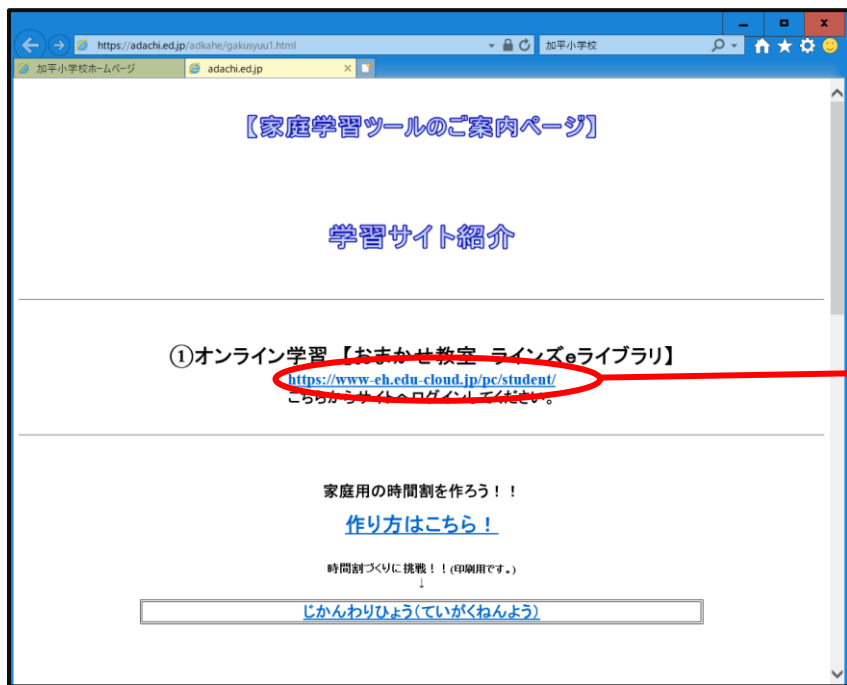 https://adachi.ed.jp/adkahe/gakusyuu1.html
加平小学校
加平小学校ホームページ
adachi.ed.jp
〖家庭学習ツールのご案内ページ〗
学習サイト紹介
①オンライン学習 【おまかせ教室 ラインズeライブラリ】
https://www-eh.edu-cloud.jp/pc/student/
こちらからサイトへログインしてください。
家庭用の時間割を作ろう！！
作り方はこちら！
時間割づくりに挑戦！！(印刷用です。)
↓
じかんわりひょう(ていがくねんよう)